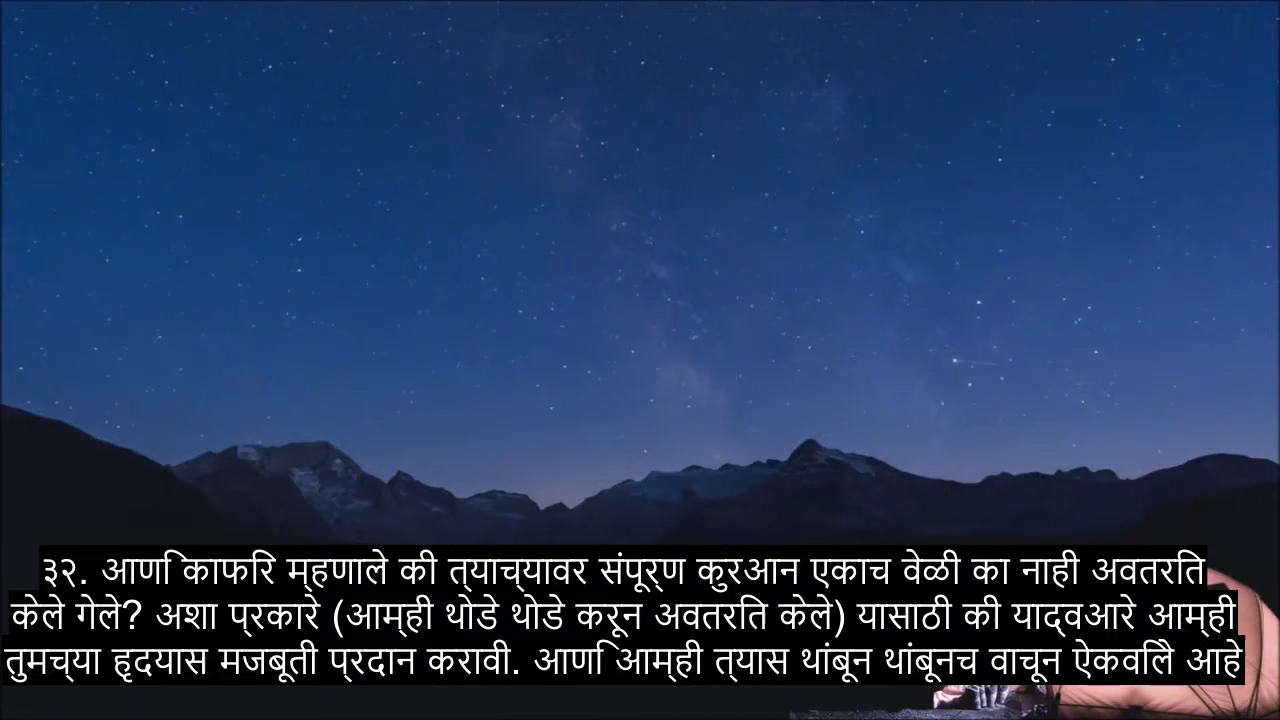 ३२. आणि काफिर म्हणाले की त्याच्यावर संपूर्ण कुरआन एकाच वेळी का नाही अवतरित
केले गेले? अशा प्रकारे (आम्ही थोडे थोडे करून अवतरित केले) यासाठी की याद्वआरे आम्ही
तुमच्या हृदयास मजबूती प्रदान करावी. आणि आम्ही त्यास थांबून थांबूनच वाचून ऐकविले आहे